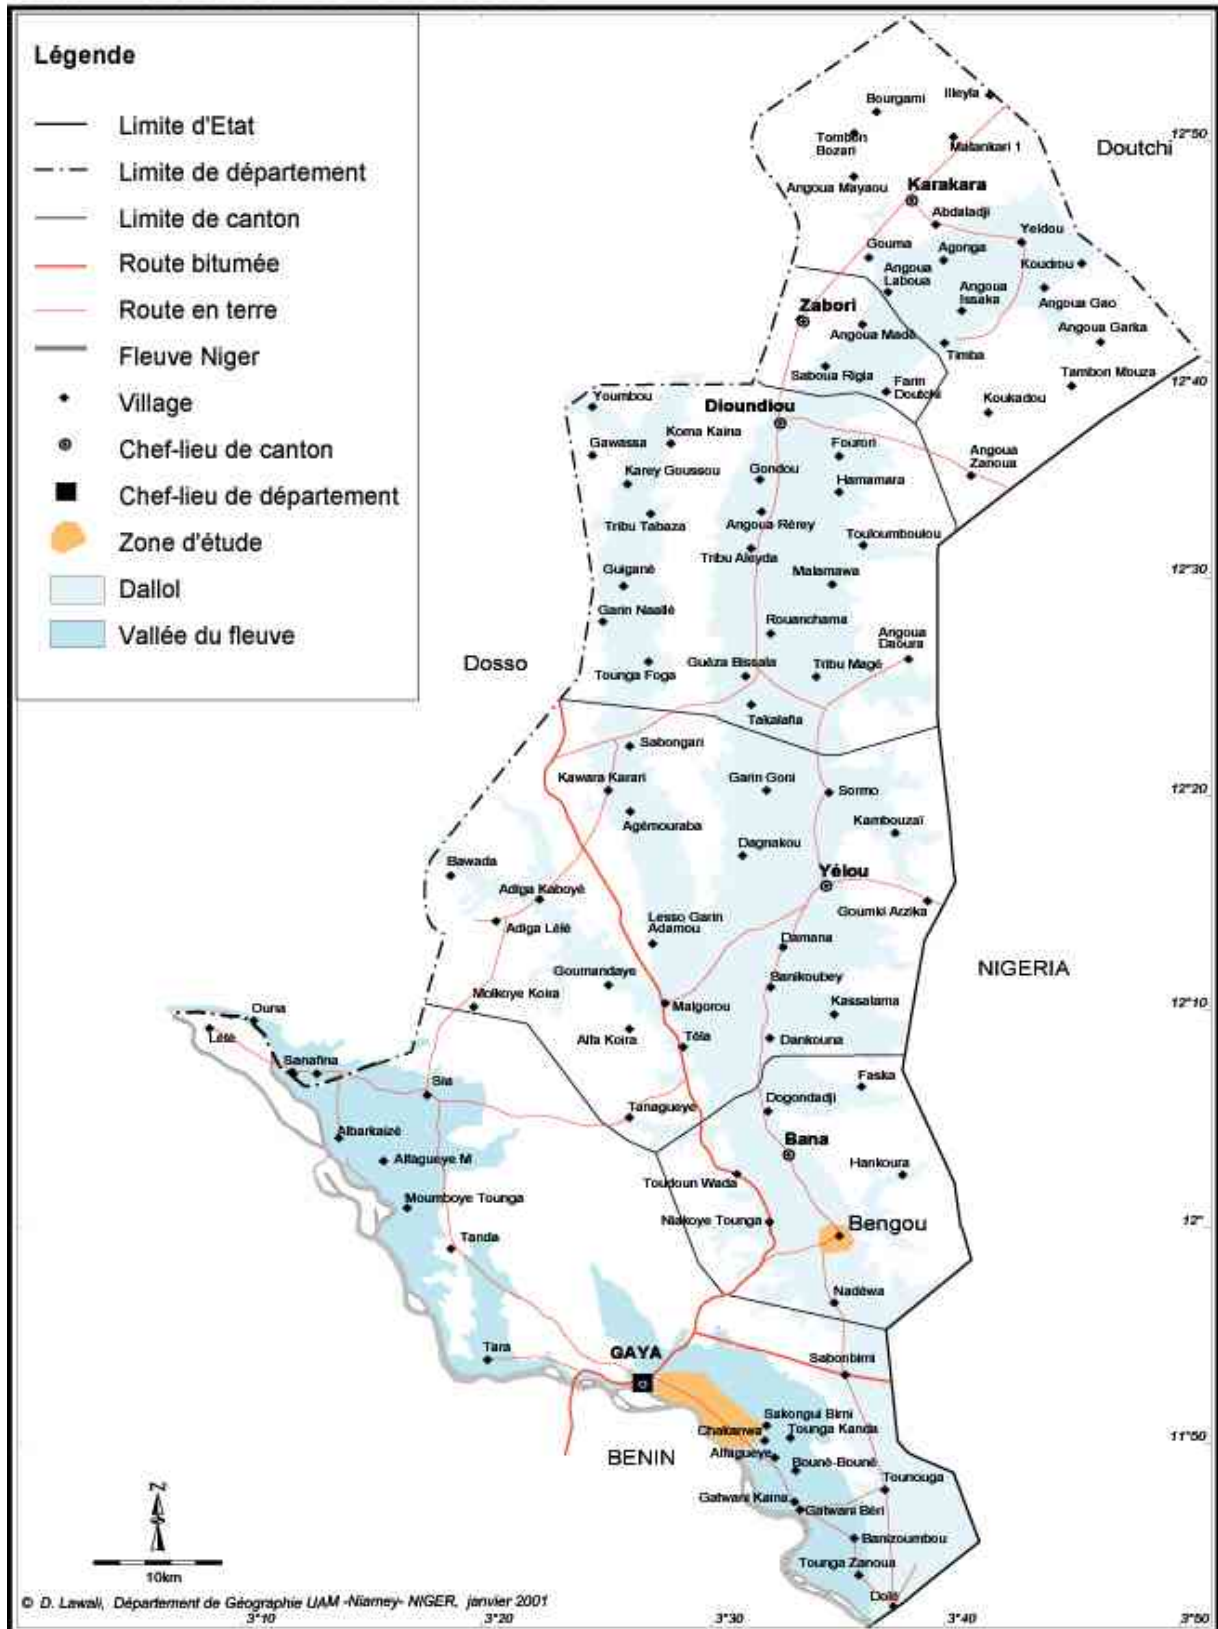 Légende
Limite d'Etat
Limite de département
Limite de canton
Route bitumée
Route en terre
Fleuve Niger
Village
Chef-lieu de canton
Chef-lieu de département
Zone d'étude
Dallol
Vallée du fleuve
Illeyfa
Bourgami
12°50
Tombon
Bozari
Matankari 1
Doutchi
Angoua Mayaou
Karakara
Abdaladji
Yeldou
Gouma
Agonga
Koudrou
Angoua
Laboua
Angoua
Issaka
Angoua Gao
Zabori
Angoua Madé
Angoua Garka
Timba
Saboua Rigla
Tambon Mouza
12°40
Farin
Doutchi
Koukadou
Youmbou
Dioundiou
Koma Kaina
Gawassa
Fourori
Angoua
Zanoua
Karey Goussou
Gondou
Hamamara
Tribu Tabaza
Angoua Rérey
Touloumboulou
Tribu Aleyda
Guigané
Malamawa
12°30
Garin Naallé
Rouanchama
Angoua
Daoura
Dosso
Tounga Foga
Guéza Bissala
Tribu Magé
Takalafia
Sabongari
Kawara Karari
Garin Goni
Sormo
12°20
Agémouraba
Kambouzaï
Dagnakou
Bawada
Yélou
Adiga Kaboyé
Goumki Arzika
Adiga Lélé
Lesso Garin
Adamou
Damana
NIGERIA
Goumandaye
Banikoubey
Molkoye Koira
Malgorou
Kassalama
12°10
Ouna
Lété
Alfa Koira
Téla
Dankouna
Sanafina
Sia
Faska
Tanagueye
Dogondadji
Albarkaizé
Bana
Alfagueye M
Hankoura
Toudoun Wada
Moumboye Tounga
Niakoye Tounga
Bengou
12°
Tanda
Nadéwa
Tara
GAYA
Sabonbirni
Sakongui Birni
Chakanwa
Tounga Kanda
11°50
BENIN
Alfagueye
Bouné-Bouné
Tounouga
Gatwani Kaina
Gatwani Béri
Z
Banizoumbou
Tounga Zanoua
10km
Dolé
© D. Lawali, Département de Géographie UAM -Niamey- NIGER, janvier 2001
3°10
3°20
3°30
3°40
3°50